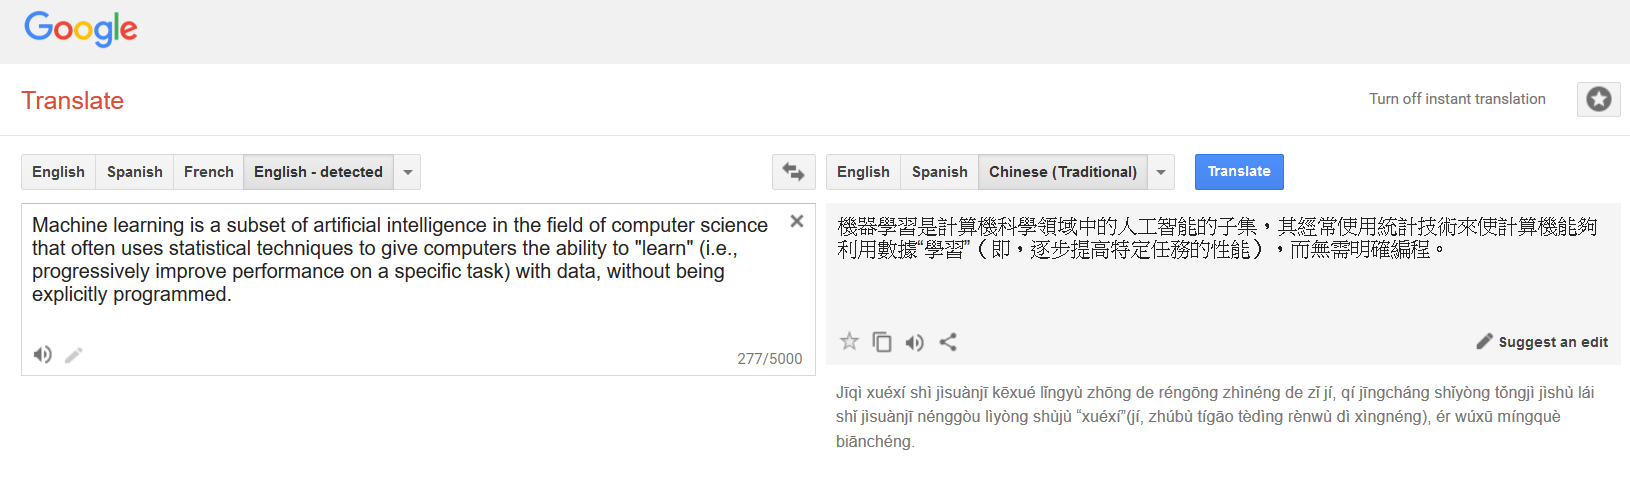 Google
Translate
Turn off instant translation
English Spanish French English - detected
English Spanish Chinese (Traditional) Translate
Machine learning is a subset of artificial intelligence in the field of computer science
that often uses statistical techniques to give computers the ability to "learn" (i.e.,
progressively improve performance on a specific task) with data, without being
explicitly programmed.
277/5000
機器學習是計算機科學領域中的人工智能的子集，其經常使用統計技術來使計算機能夠
利用數據“學習”（即，逐步提高特定任務的性能），而無需明確編程。
Suggest an edit
Jīqì xuéxí shì jìsuànjī kēxué lǐngyù zhōng de réngōng zhìnéng de zǐ jí, qí jīngcháng shǐyòng tǒngjì jìshù lái
shǐ jìsuànjī nénggòu lìyòng shùjù “xuéxí”(jí, zhúbù tígāo tèdìng rènwù dì xìngnéng), ér wúxū míngquè
biānchéng.